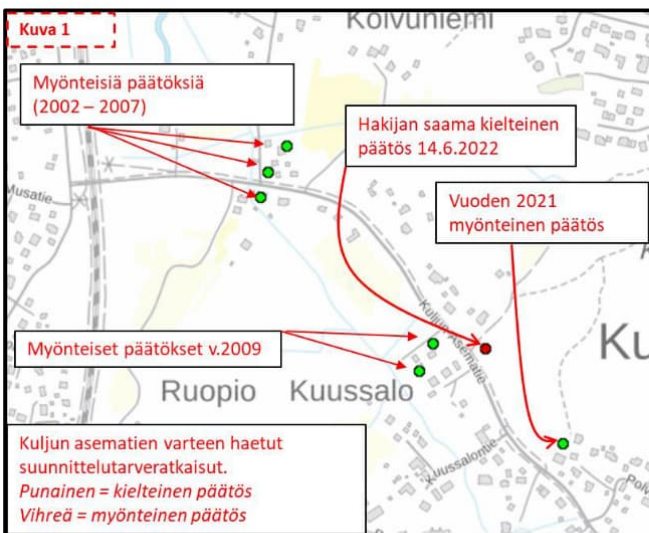 Kuva 1
Koivuniemi
Myönteisiä päätöksiä
(2002 – 2007)
Hakijan saama kielteinen
päätös 14.6.2022
Vuoden 2021
myönteinen päätös
Musatie
Kuljun Asematie
Ku
Myönteiset päätökset v.2009
Ruopio
Kuussalo
Kuussalontie
Kuljun asematien varteen haetut
suunnittelutarveratkaisut.
Punainen = kielteinen päätös
Vihreä = myönteinen päätös